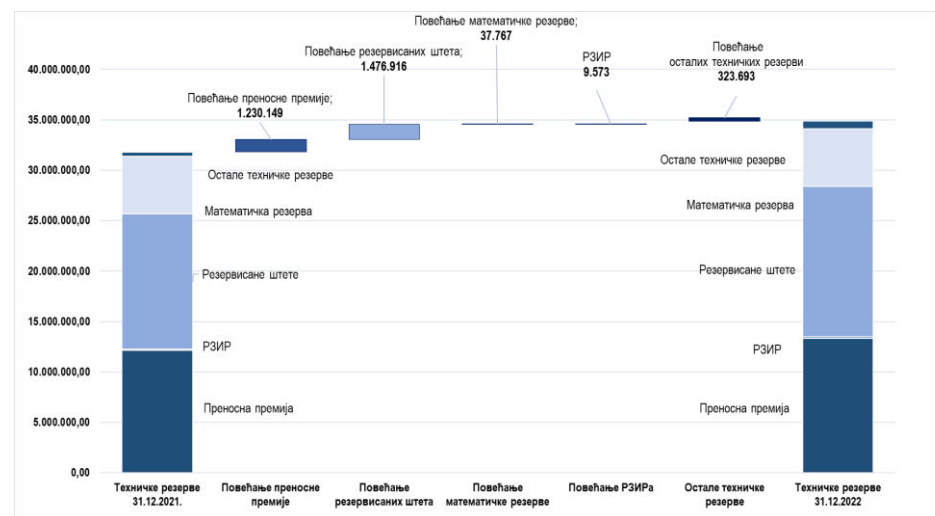 Повећање математичке резерве;
37.767
Повећање резервисаних штета;
1.476.916
РЗИР
9.573
Повећање
осталих техничких резерви
323.693
Повећање преносне премије;
1.230.149
40.000.000,00
35.000.000,00
30.000.000,00
25.000.000,00
20.000.000,00
15.000.000,00
10.000.000,00
5.000.000,00
0,00
Остале техничке резерве
Математичка резерва
Резервисане штете
РЗИР
Преносна премија
Остале техничке резерве
Математичка резерва
Резервисане штете
РЗИР
Преносна премија
Техничке резерве
31.12.2021.
Повећање преносне
премије
Повећање
резервисаних штета
Повећање
математичке резерве
Повећање РЗИРа
Остале техничке
резерве
Техничке резерве
31.12.2022